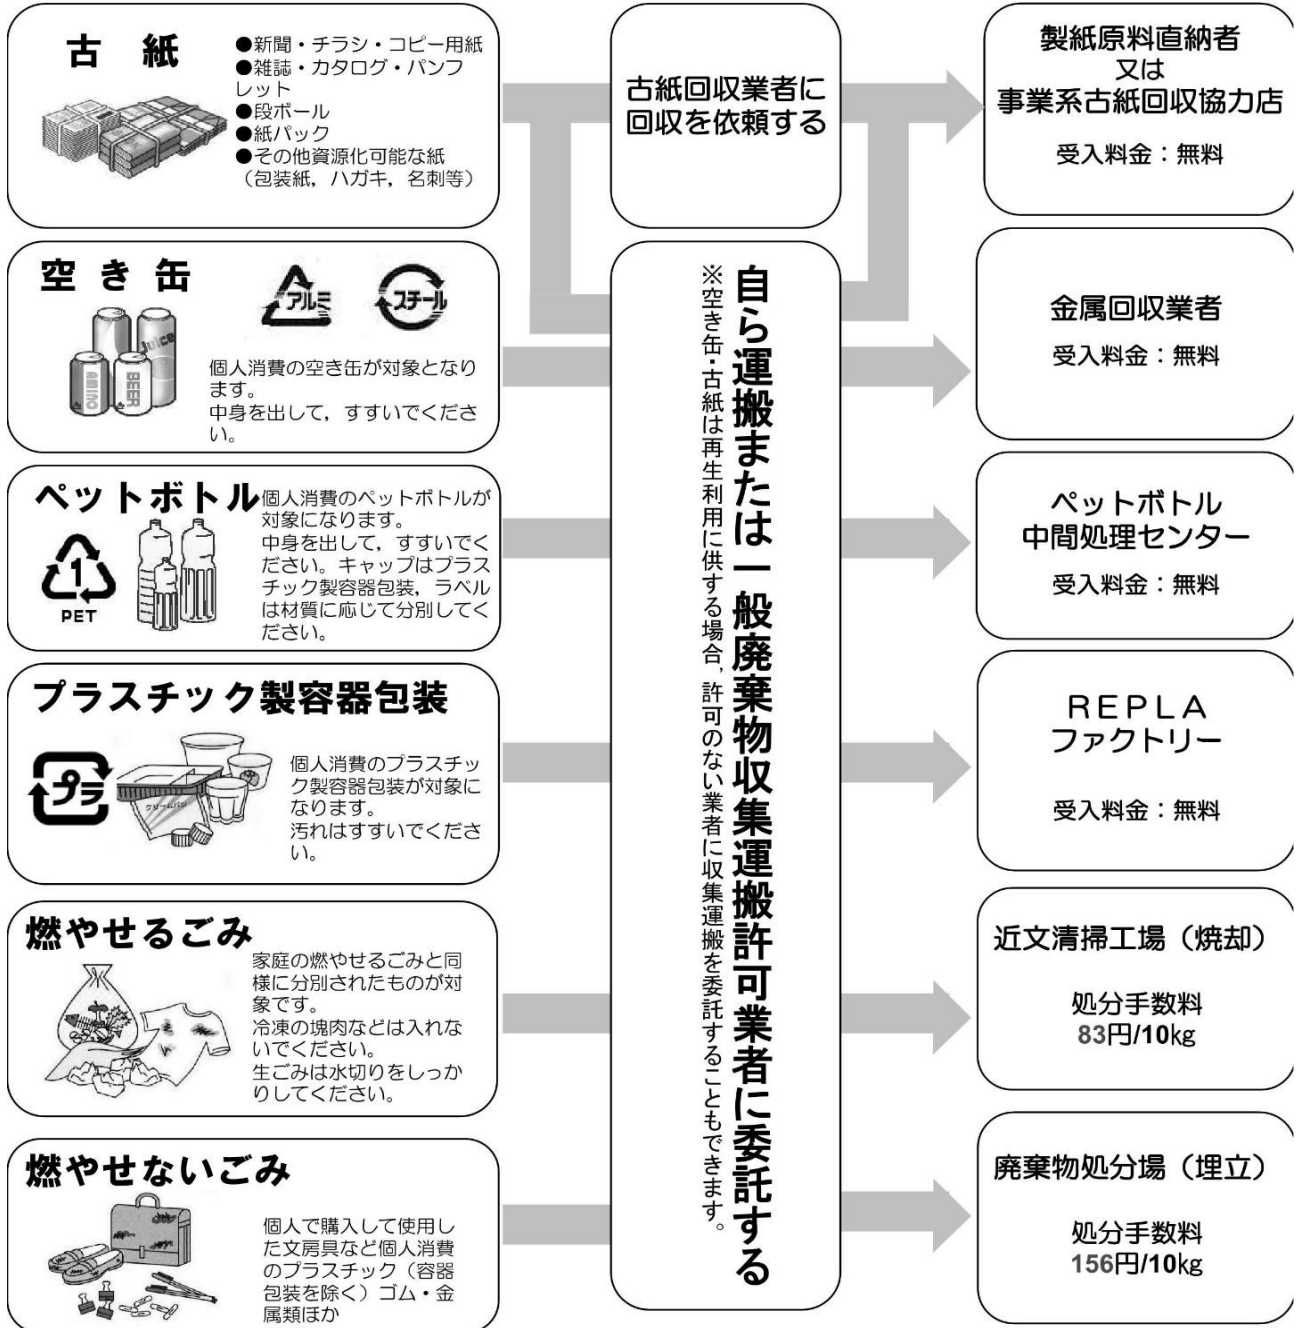 古紙
●新聞・チラシ・コピー用紙
●雑誌・カタログ・パンフ
レット
●段ボール
●紙パック
●その他資源化可能な紙
（包装紙，ハガキ，名刺等）
古紙回収業者に
回収を依頼する
製紙原料直納者
又は
事業系古紙回収協力店
受入料金：無料
空き缶
アルミ
スチール
Juice
AMINO
BEER
個人消費の空き缶が対象となり
ます。
中身を出して，すすいでくださ
い。
自ら運搬または一般廃棄物収集運搬許可業者に委託する
※空き缶・古紙は再生利用に供する場合，許可のない業者に収集運搬を委託することもできます。
金属回収業者
受入料金：無料
ペットボトル
1
PET
個人消費のペットボトルが
対象になります。
中身を出して，すすいでく
ださい。キャップはプラス
チック製容器包装，ラベル
は材質に応じて分別してく
ださい。
ペットボトル
中間処理センター
受入料金：無料
プラスチック製容器包装
プラ
クリームパン
個人消費のプラスチッ
ク製容器包装が対象に
なります。
汚れはすすいでくださ
い。
ＲＥＰＬＡ
ファクトリー
受入料金：無料
燃やせるごみ
家庭の燃やせるごみと同
様に分別されたものが対
象です。
冷凍の塊肉などは入れな
いでください。
生ごみは水切りをしっか
りしてください。
近文清掃工場（焼却）
処分手数料
83円/10kg
燃やせないごみ
個人で購入して使用し
た文房具など個人消費
のプラスチック（容器
包装を除く）ゴム・金
属類ほか
廃棄物処分場（埋立）
処分手数料
156円/10kg